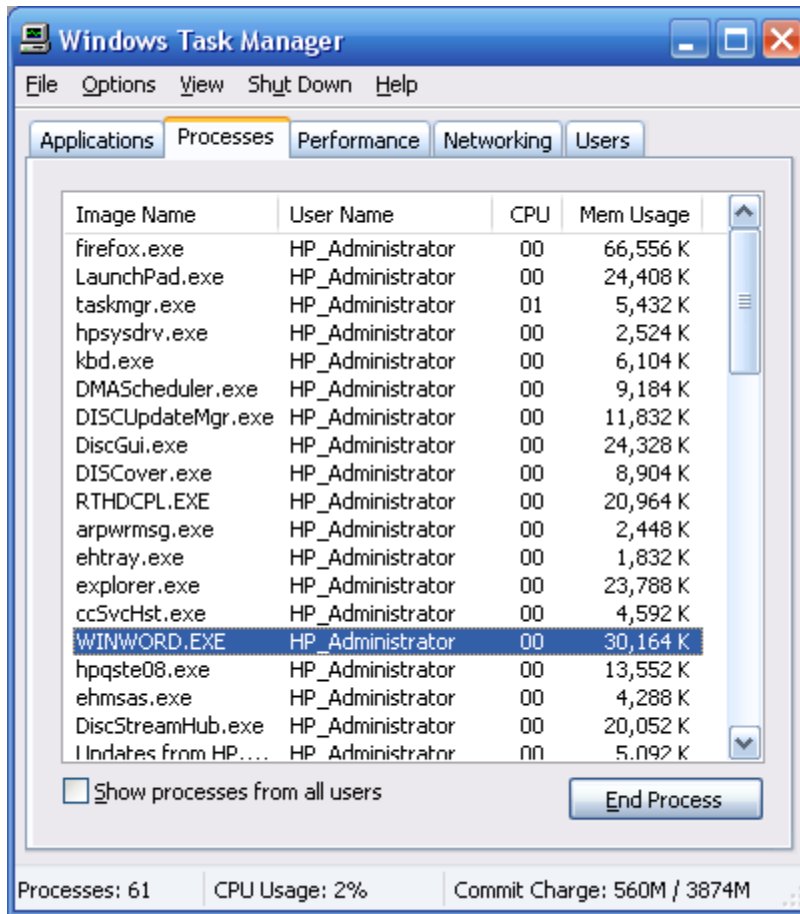 Windows Task Manager
File Options View Shut Down Help
Applications Processes Performance Networking Users
Image Name User Name CPU Mem Usage
firefox.exe HP_Administrator 00 66,556 K
LaunchPad.exe HP_Administrator 00 24,408 K
taskmgr.exe HP_Administrator 01 5,432 K
hpsysdrv.exe HP_Administrator 00 2,524 K
kbd.exe HP_Administrator 00 6,104 K
DMAScheduler.exe HP_Administrator 00 9,184 K
DISCUpdateMgr.exe HP_Administrator 00 11,832 K
DiscGui.exe HP_Administrator 00 24,328 K
DISCover.exe HP_Administrator 00 8,904 K
RTHDCPL.EXE HP_Administrator 00 20,964 K
arpwrmsg.exe HP_Administrator 00 2,448 K
ehtray.exe HP_Administrator 00 1,832 K
explorer.exe HP_Administrator 00 23,788 K
ccSvcHst.exe HP_Administrator 00 4,592 K
WINWORD.EXE HP_Administrator 00 30,164 K
hpqste08.exe HP_Administrator 00 13,552 K
ehmsas.exe HP_Administrator 00 4,288 K
DiscStreamHub.exe HP_Administrator 00 20,052 K
Updates from HP.... HP_Administrator 00 5,092 K
Show processes from all users
End Process
Processes: 61 CPU Usage: 2% Commit Charge: 560M / 3874M